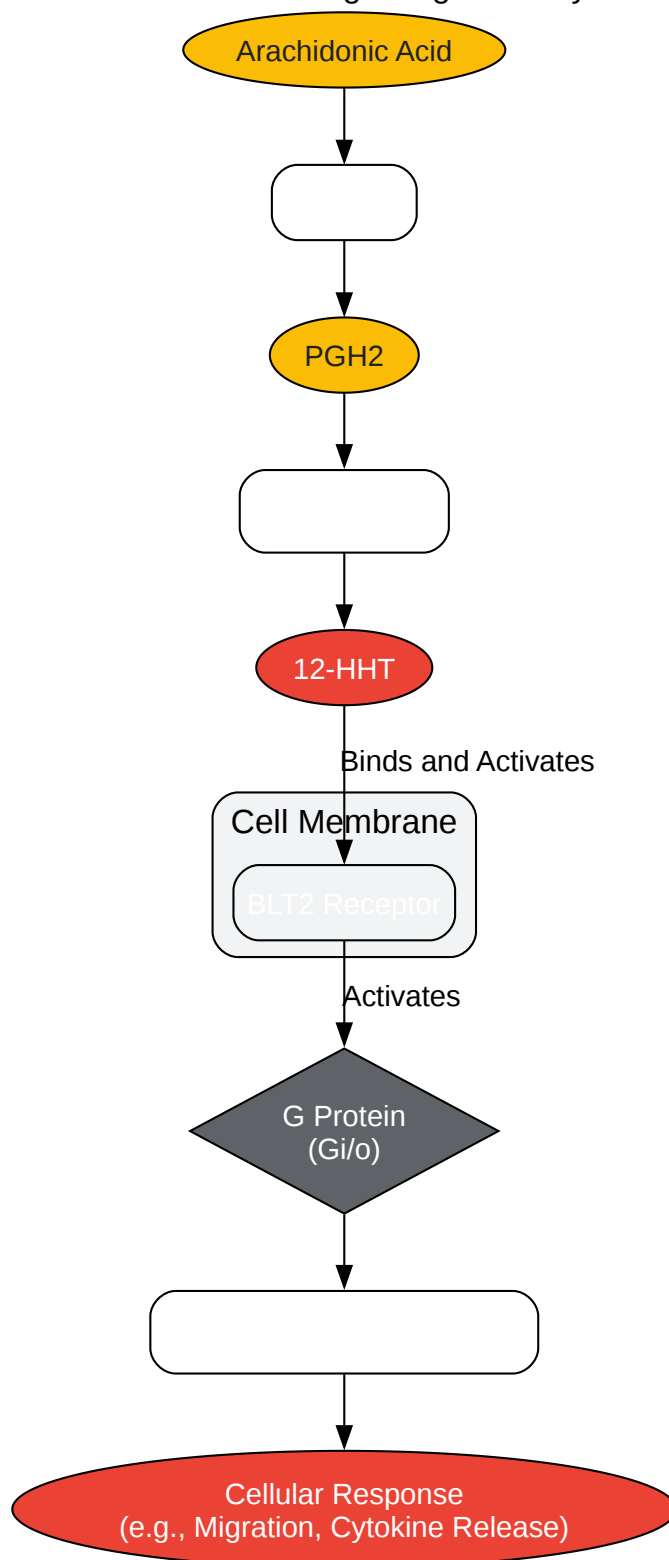 Arachidonic Acid
PGH2
12-HHT
Binds and Activates
Cell Membrane
BLT2 Receptor
Activates
G Protein
(Gi/o)
Cellular Response
(e.g., Migration, Cytokine Release)